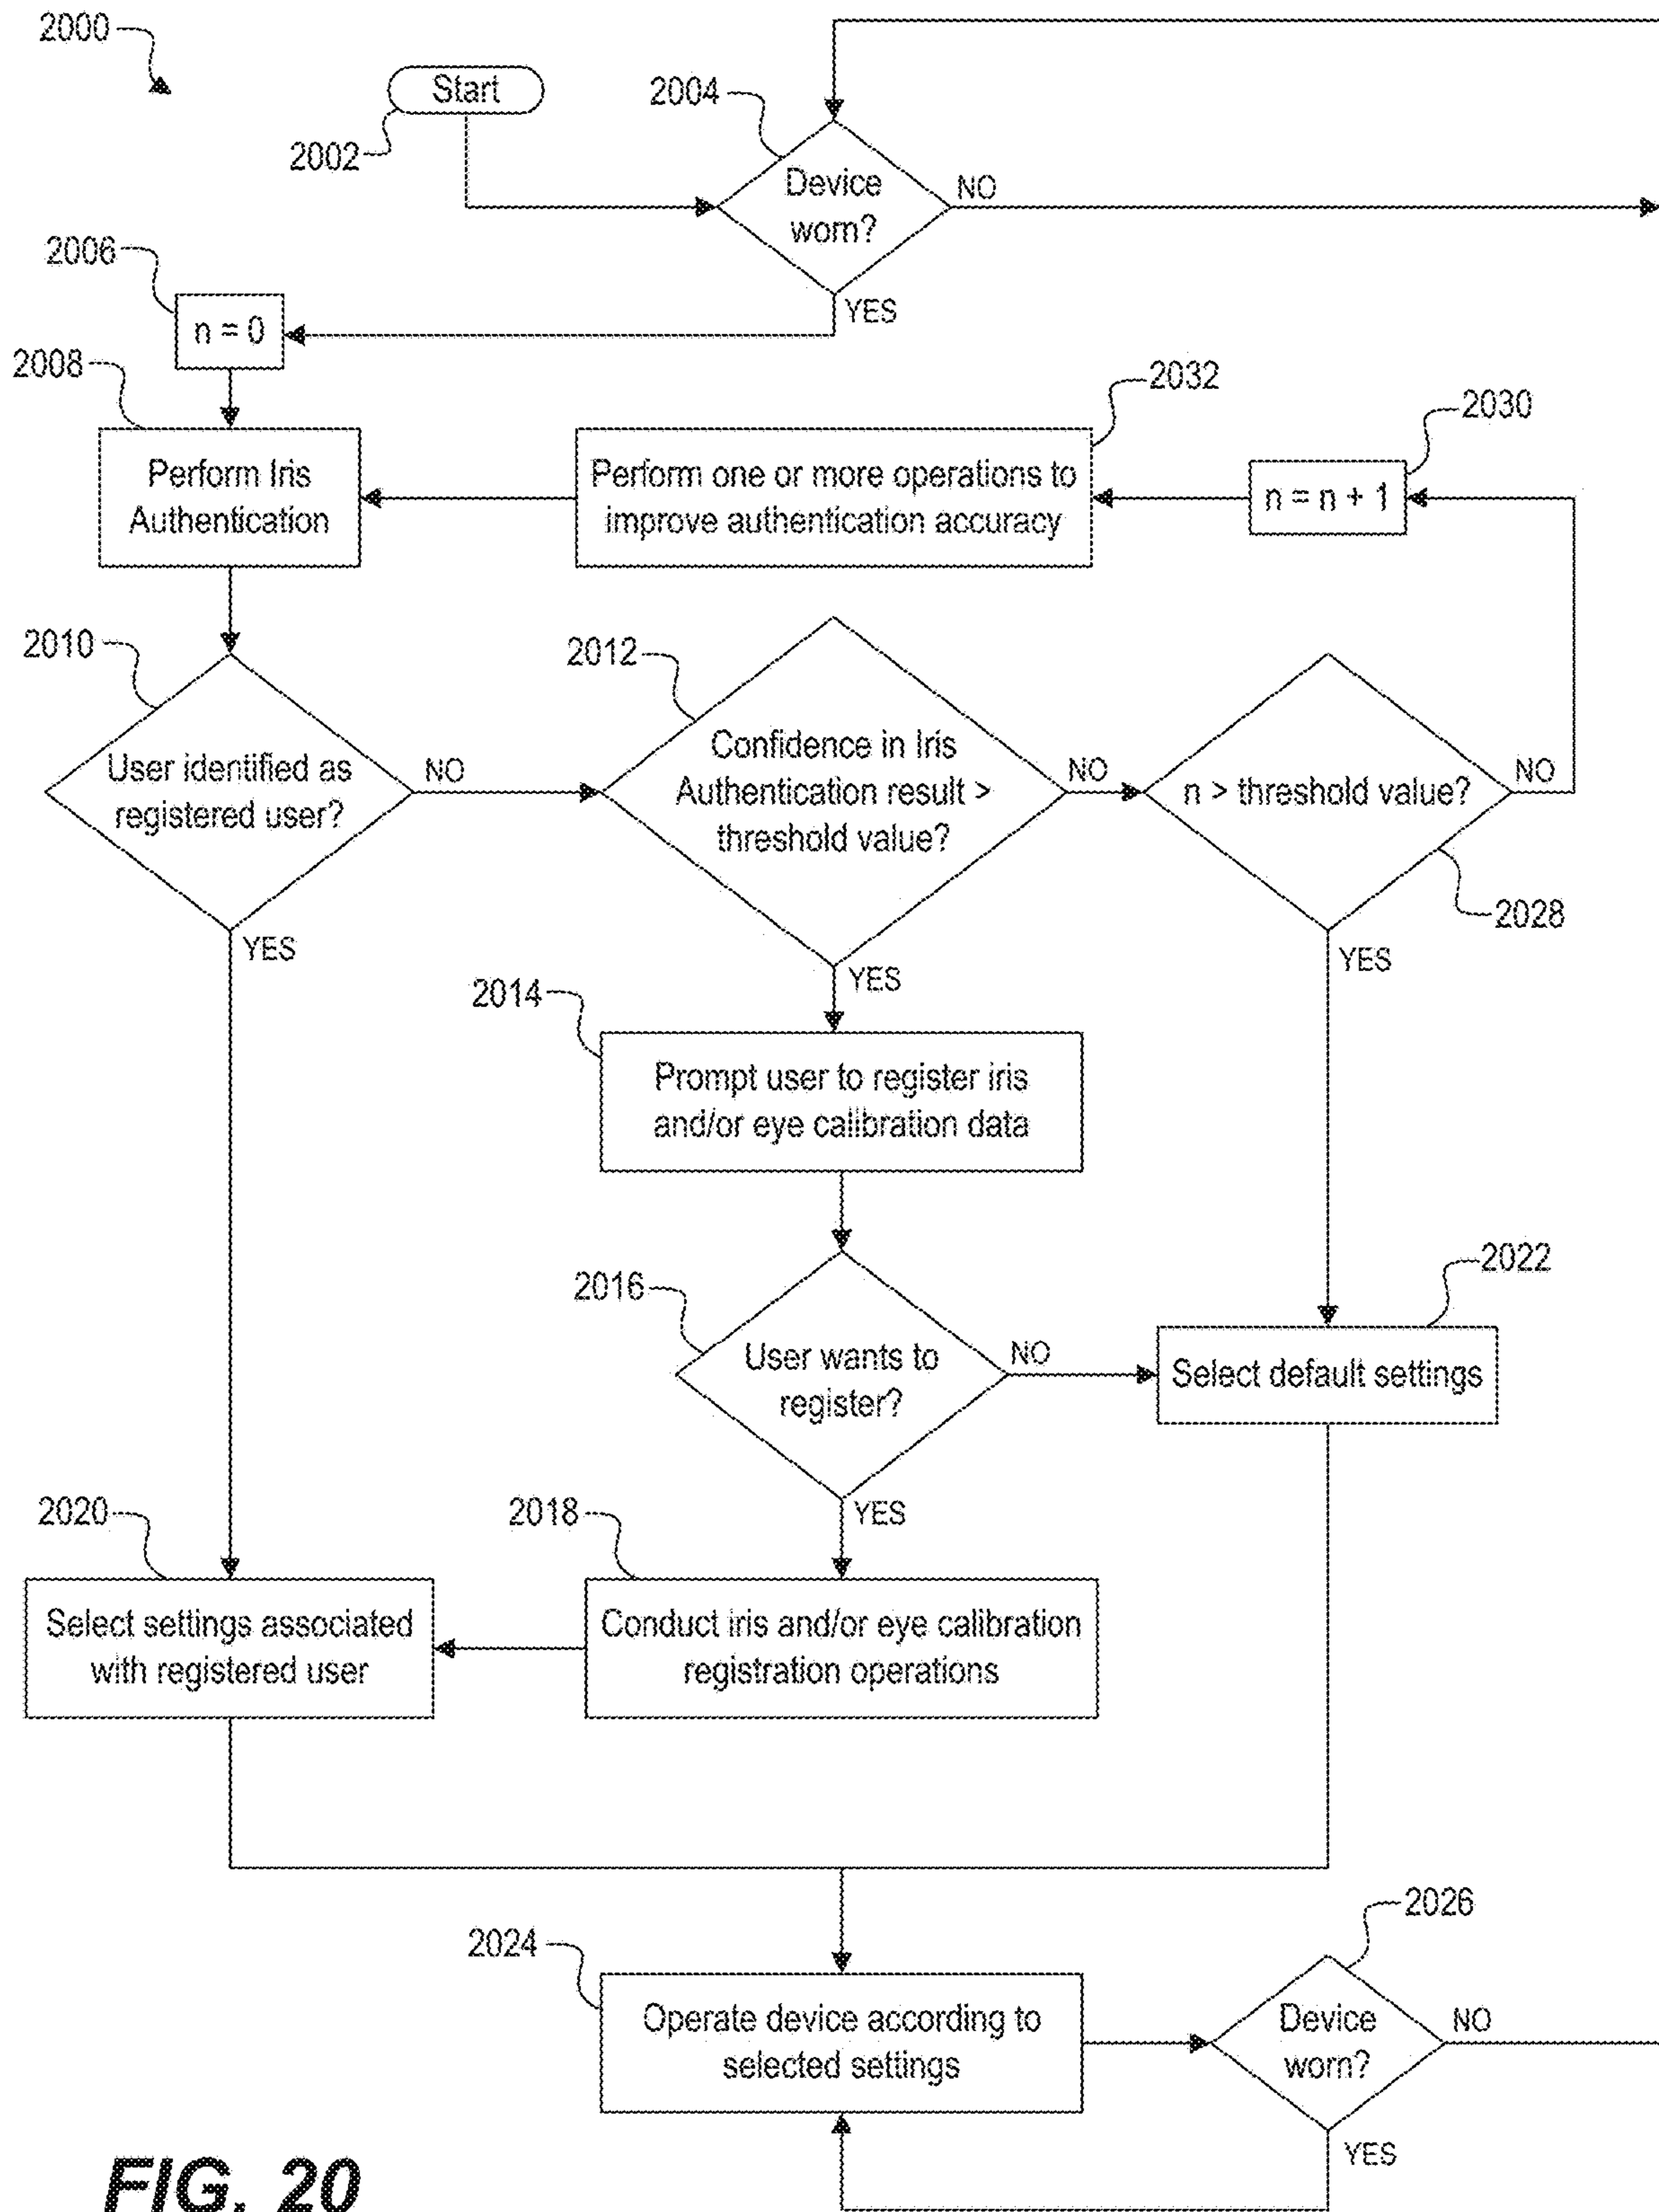 2000
Start
2004
2002
Device
worn?
NO
2006
YES
n = 0
2008
2032
2030
Perform Iris
Authentication
Perform one or more operations to
improve authentication accuracy
n = n + 1
2010
2012
User identified as
registered user?
NO
Confidence in Iris
Authentication result >
threshold value?
NO
n > threshold value?
NO
2028
YES
YES
YES
2014
Prompt user to register iris
and/or eye calibration data
2016
2022
User wants to
register?
NO
Select default settings
YES
2020
2018
Select settings associated
with registered user
Conduct iris and/or eye calibration
registration operations
2026
2024
Operate device according to
selected settings
Device
worn?
NO
YES
FIG. 20